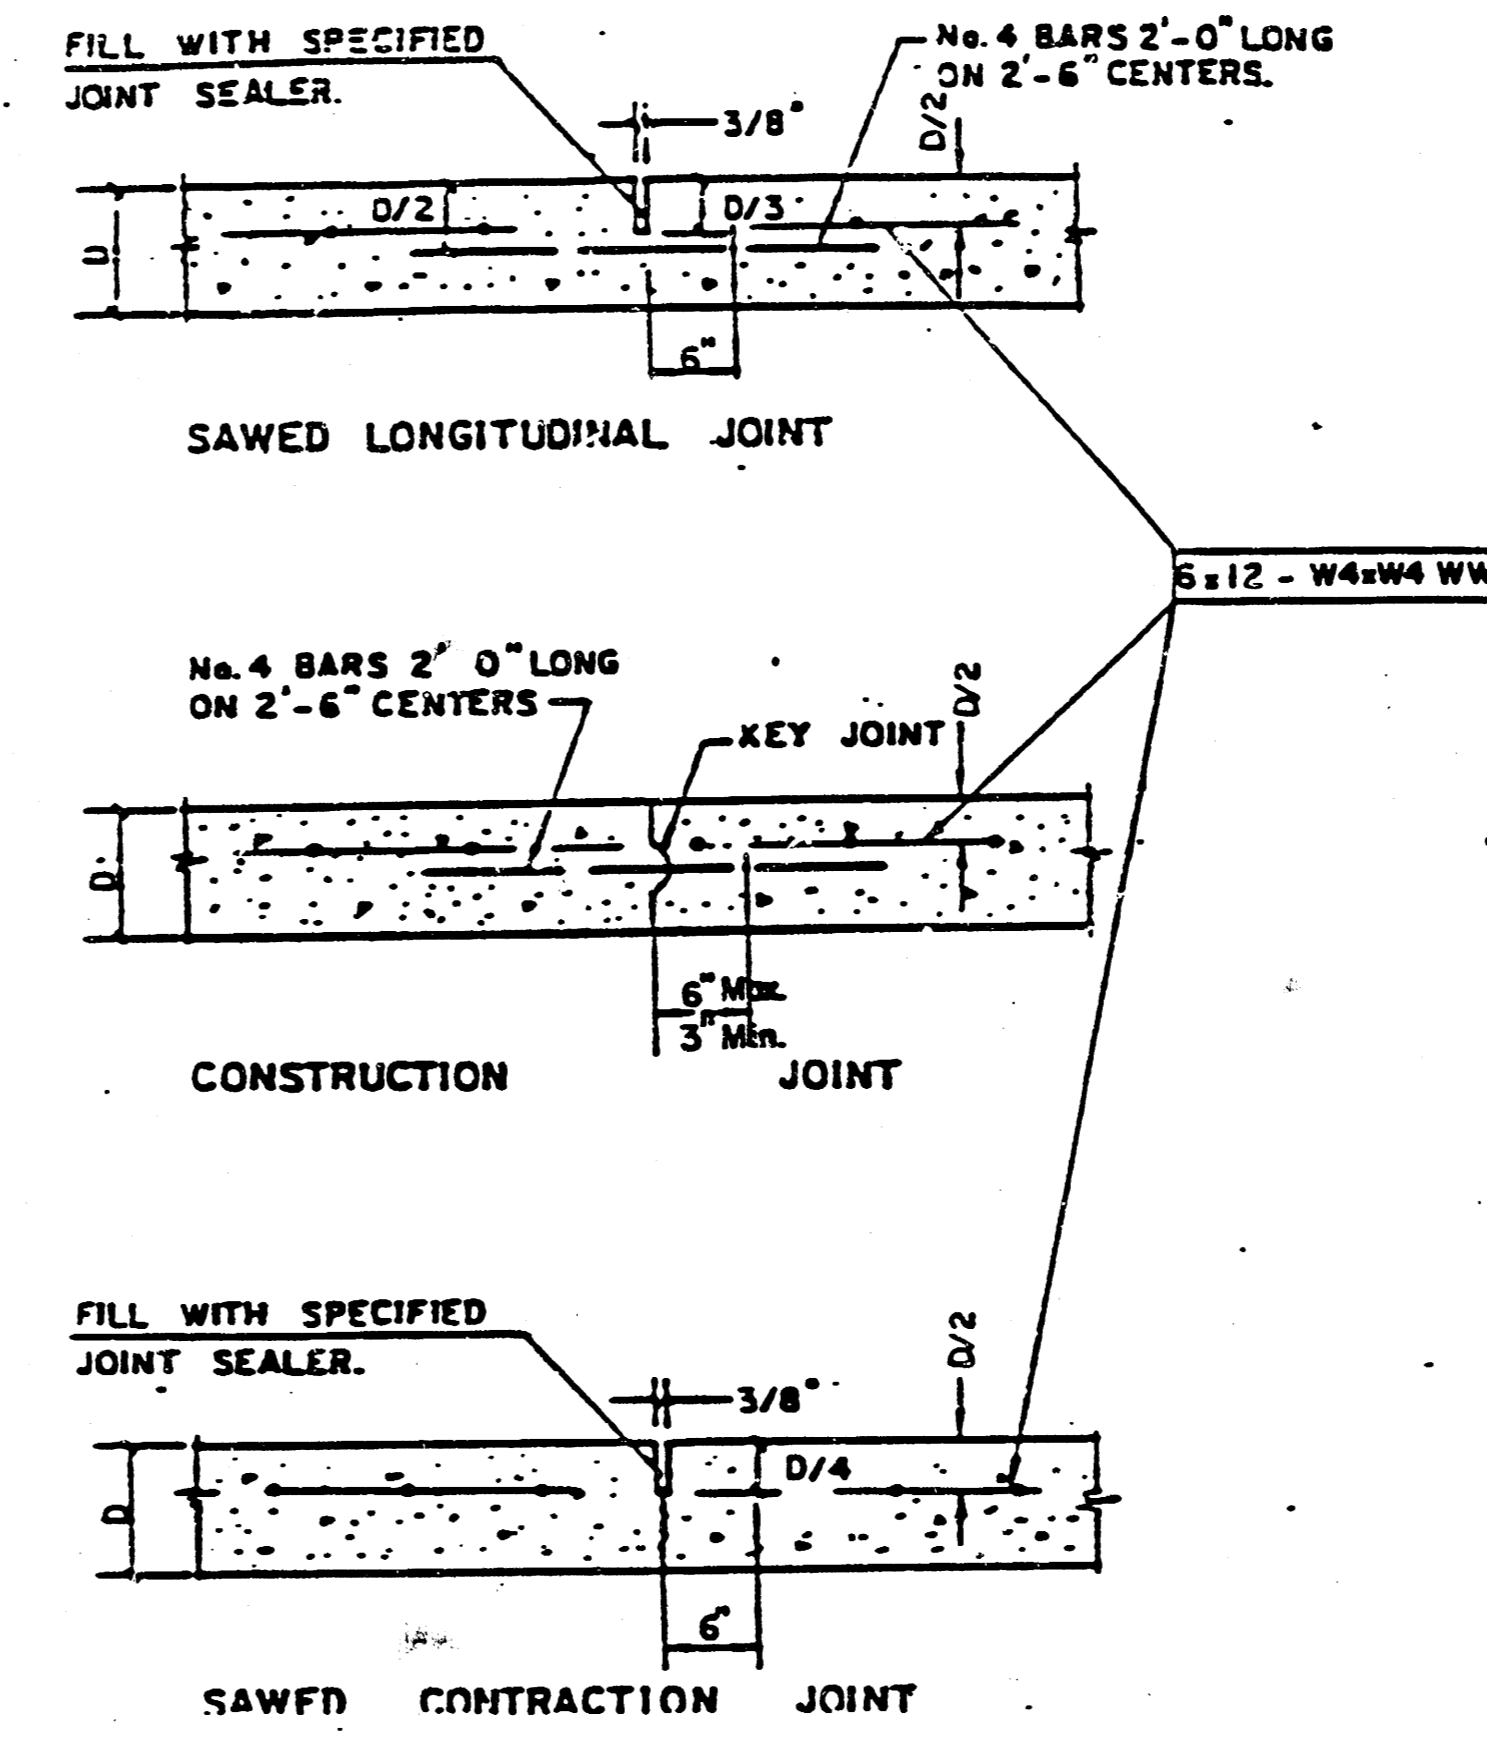 FILL WITH SPECIFIED
JOINT SEALER.
No. 4 BARS 2'-0" LONG
ON 2'-6" CENTERS.
3/8"
D/2
D/2
D/3
D
6"
SAWED LONGITUDINAL JOINT
6x12 - W4xW4 WW
No. 4 BARS 2' 0" LONG
ON 2'-6" CENTERS
KEY JOINT
D/2
D
6" Max.
3" Min.
CONSTRUCTION JOINT
FILL WITH SPECIFIED
JOINT SEALER.
3/8"
D/2
D/4
D
6"
SAWED CONTRACTION JOINT